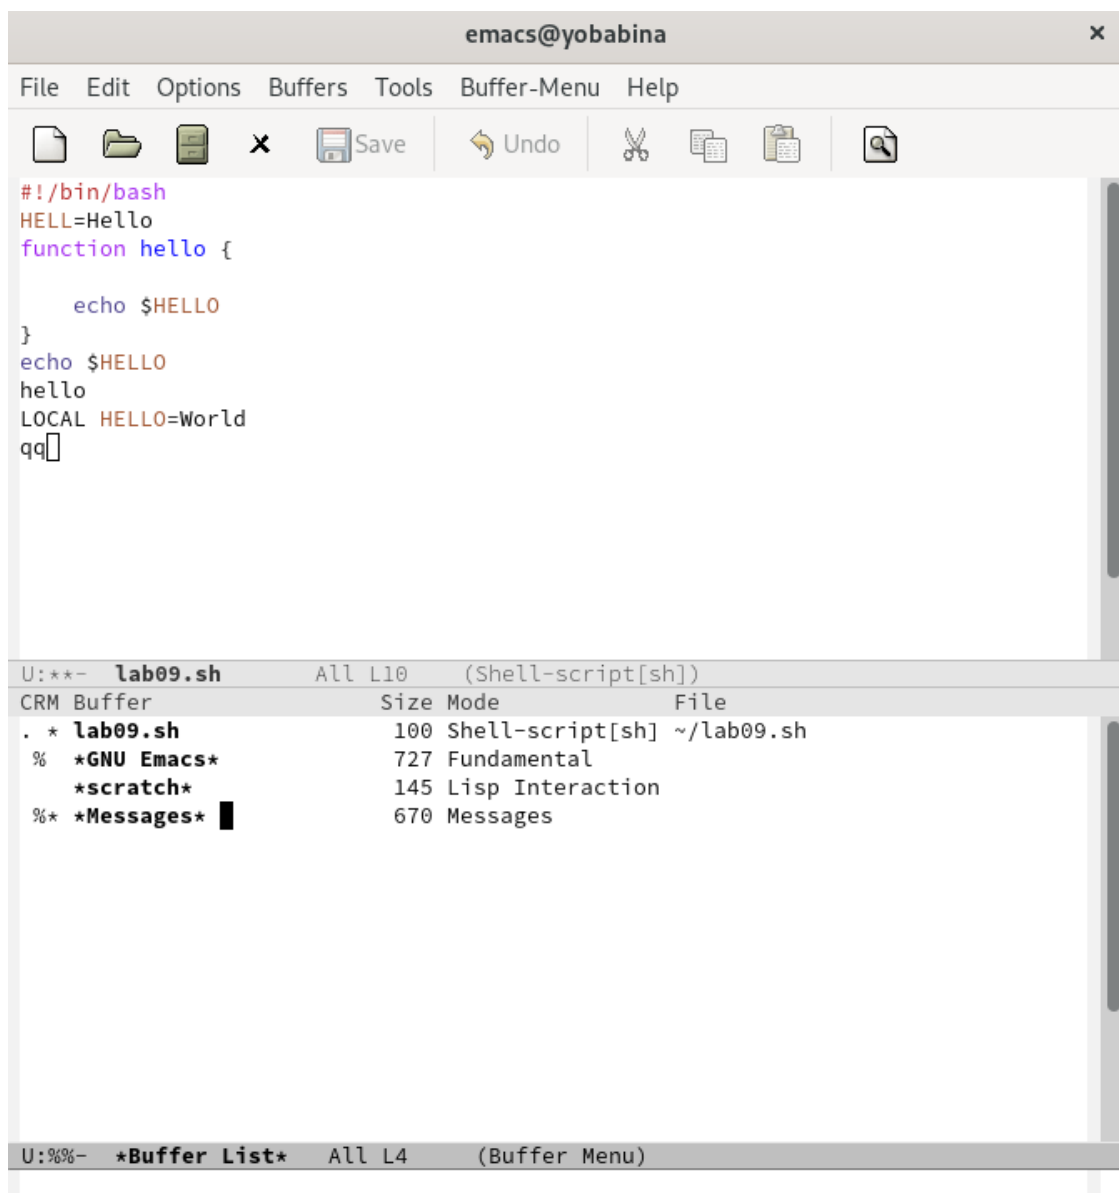 emacs@yobabina ×
File Edit Options Buffers Tools Buffer-Menu Help
Save Undo
#!/bin/bash
HELL=Hello
function hello {
    echo $HELLO
}
echo $HELLO
hello
LOCAL HELLO=World
qq
U:**-  lab09.sh       All L10    (Shell-script[sh])
CRM Buffer                 Size Mode             File
. * lab09.sh                100 Shell-script[sh] ~/lab09.sh
 %  *GNU Emacs*             727 Fundamental
    *scratch*               145 Lisp Interaction
 %* *Messages*              670 Messages
U:%%-  *Buffer List*   All L4     (Buffer Menu)